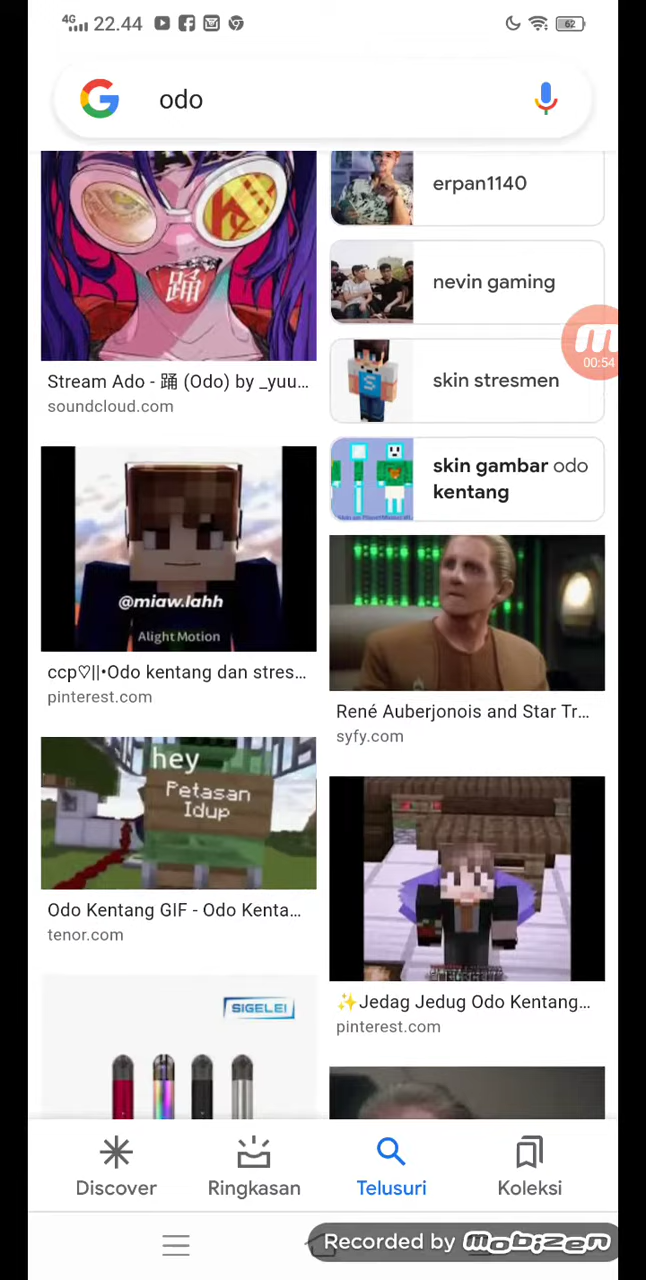 4G 22.44
62
odo
踊
Stream Ado - 踊 (Odo) by _yuu...
soundcloud.com
erpan1140
nevin gaming
00:54
S
skin stresmen
skin gambar odo
kentang
@miaw.lahh
Alight Motion
ccp♡||•Odo kentang dan stres...
pinterest.com
René Auberjonois and Star Tr...
syfy.com
hey
Petasan
Idup
Odo Kentang GIF - Odo Kenta...
tenor.com
✨Jedag Jedug Odo Kentang...
pinterest.com
SIGELEI
Discover
Ringkasan
Telusuri
Koleksi
Recorded by mobizen